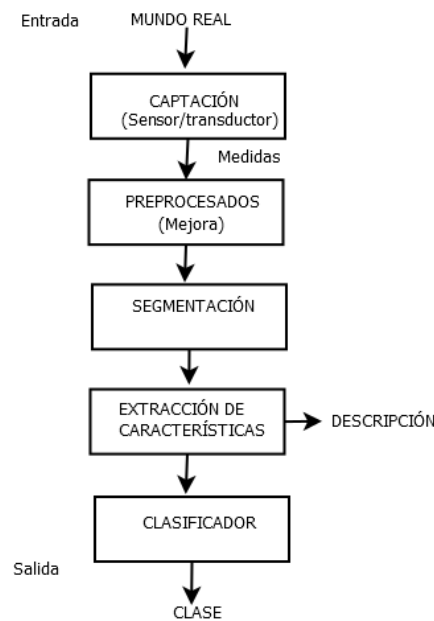 Entrada
MUNDO REAL
CAPTACIÓN
(Sensor/transductor)
Medidas
PREPROCESADOS
(Mejora)
SEGMENTACIÓN
EXTRACCIÓN DE
CARACTERÍSTICAS
DESCRIPCIÓN
CLASIFICADOR
Salida
CLASE